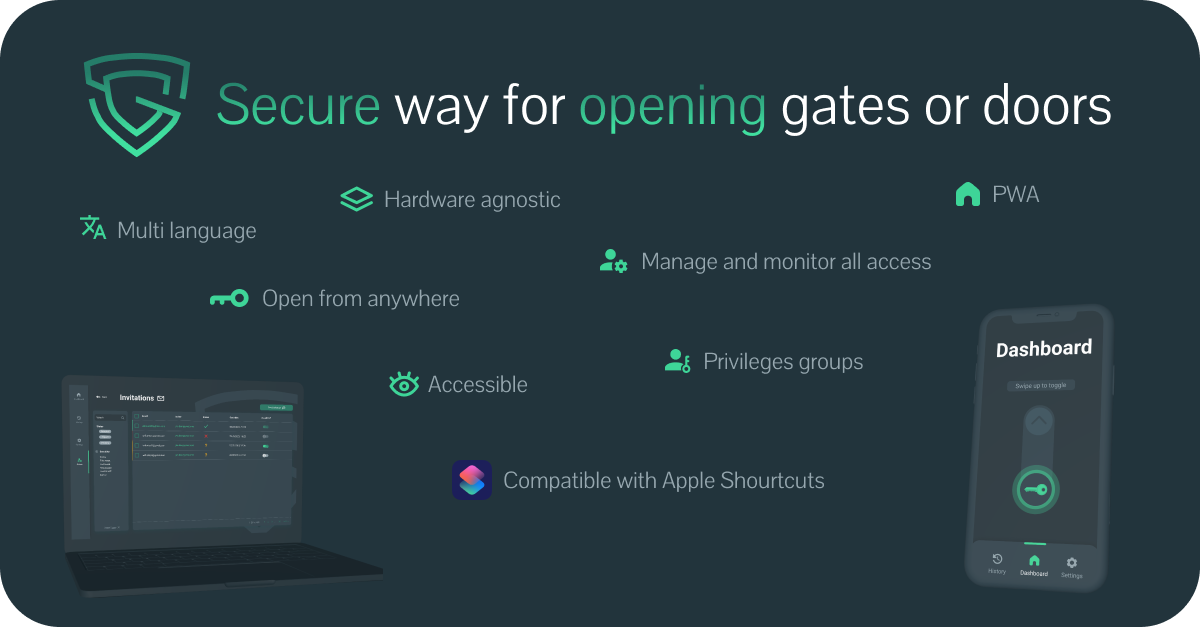 Secure way for opening gates or doors
Hardware agnostic
PWA
Multi language
Manage and monitor all access
Open from anywhere
Privileges groups
Accessible
Compatible with Apple Shourtcuts
Invitations
Dashboard
Swipe up to toggle
History
Dashboard
Settings